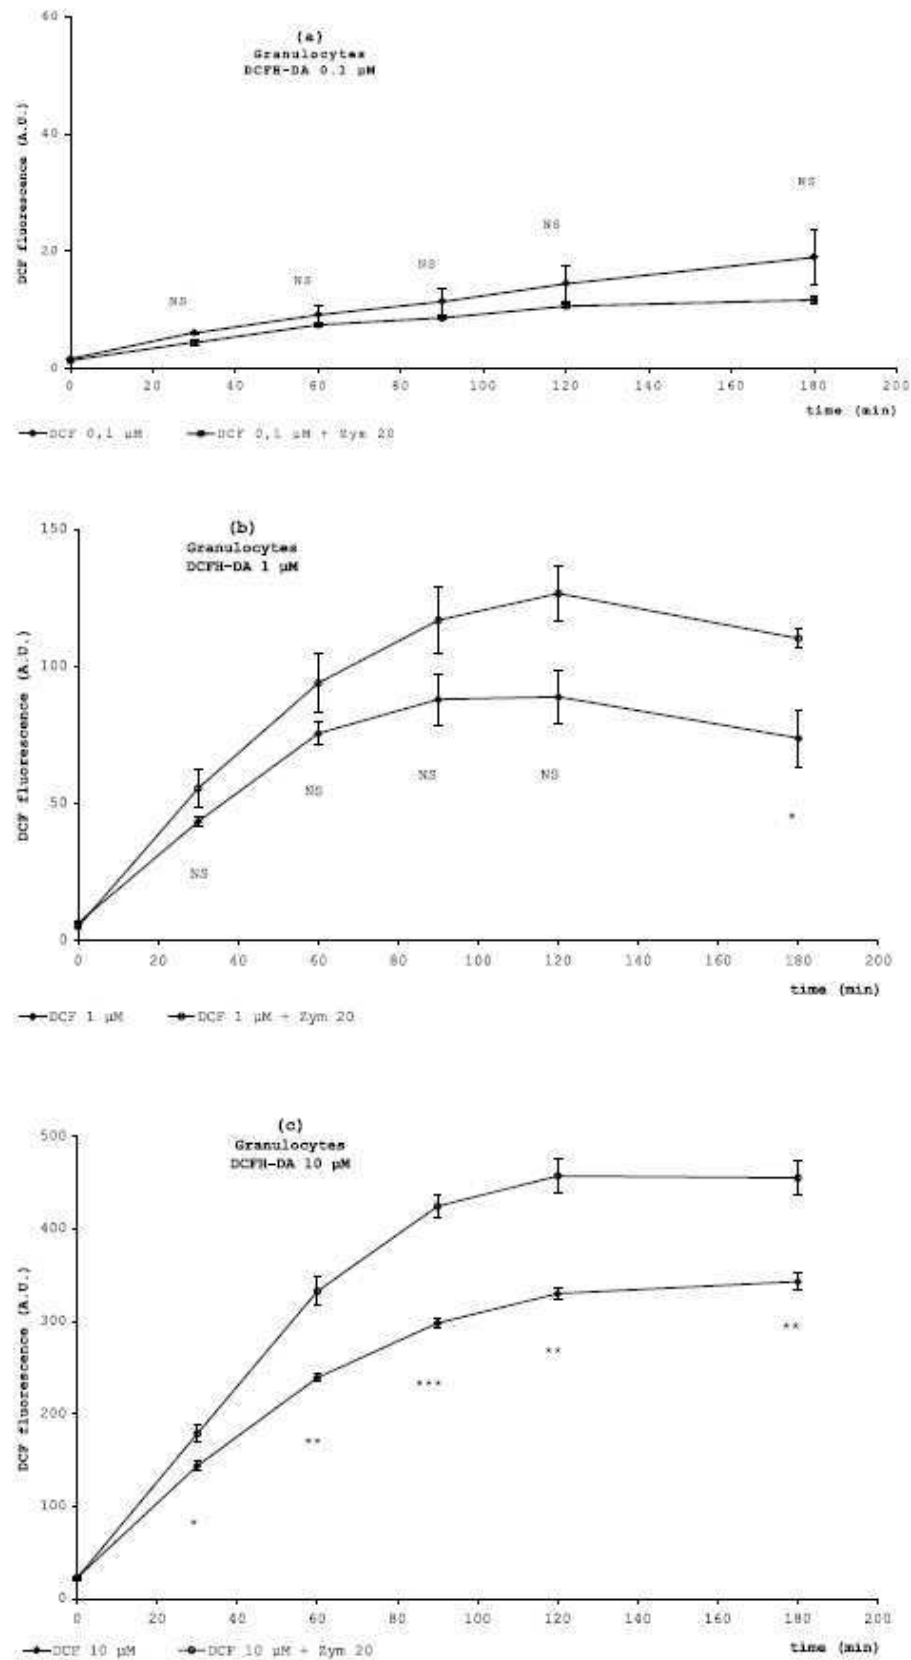 (a)
Granulocytes
DCFH-DA 0.1 µM
DCF fluorescence (A.U.)
60
40
20
0
NS
NS
NS
NS
NS
0 20 40 60 80 100 120 140 160 180 200
time (min)
DCF 0,1 µM DCF 0,1 µM + Zym 20
(b)
Granulocytes
DCFH-DA 1 µM
DCF fluorescence (A.U.)
150
100
50
0
NS
NS
NS
NS
*
0 20 40 60 80 100 120 140 160 180 200
time (min)
DCF 1 µM DCF 1 µM + Zym 20
(c)
Granulocytes
DCFH-DA 10 µM
DCF fluorescence (A.U.)
500
400
300
200
100
0
*
**
***
**
**
0 20 40 60 80 100 120 140 160 180 200
time (min)
DCF 10 µM DCF 10 µM + Zym 20